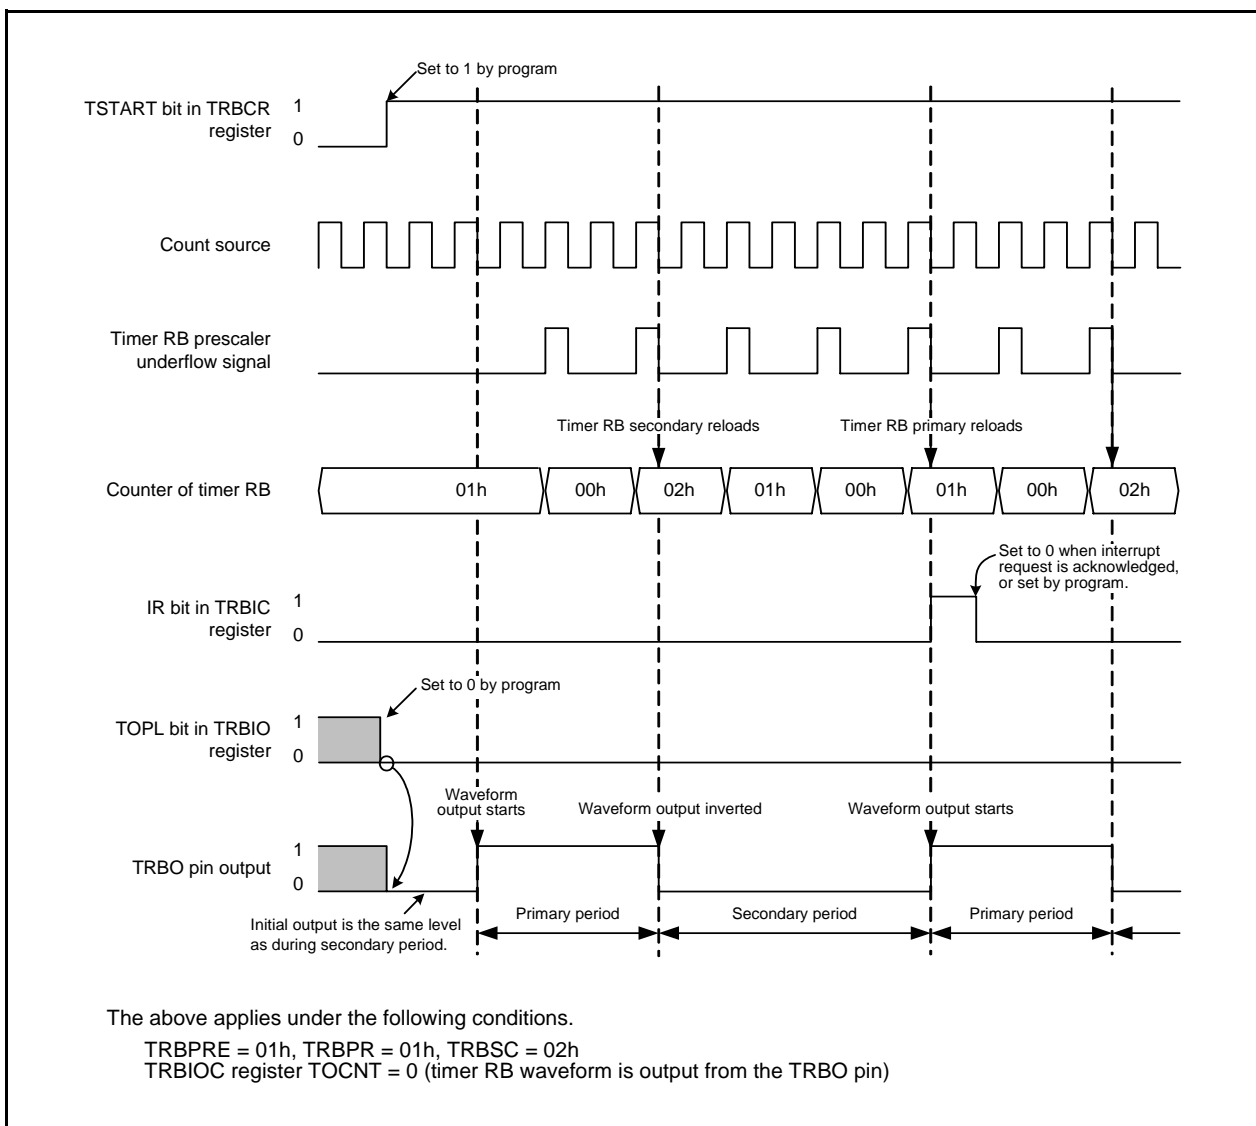 Set to 1 by program
TSTART bit in TRBCR
register
1
0
Count source
Timer RB prescaler
underflow signal
Timer RB secondary reloads
Timer RB primary reloads
Counter of timer RB
01h
00h
02h
01h
00h
01h
00h
02h
Set to 0 when interrupt
request is acknowledged,
or set by program.
IR bit in TRBIC
register
1
0
Set to 0 by program
TOPL bit in TRBIO
register
1
0
Waveform
output starts
Waveform output inverted
Waveform output starts
TRBO pin output
1
0
Initial output is the same level
as during secondary period.
Primary period
Secondary period
Primary period
The above applies under the following conditions.
TRBPRE = 01h, TRBPR = 01h, TRBSC = 02h
TRBIOC register TOCNT = 0 (timer RB waveform is output from the TRBO pin)